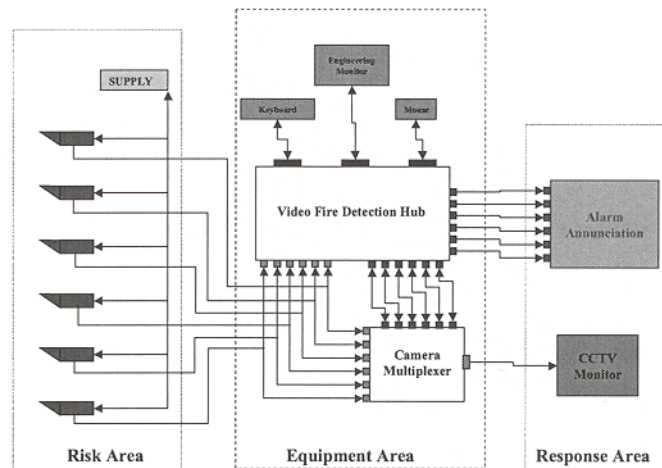 SUPPLY
Engineering
Monitor
Keyboard
Mouse
Video Fire Detection Hub
Alarm
Annunciation
Camera
Multiplexer
CCTV
Monitor
Risk Area
Equipment Area
Response Area